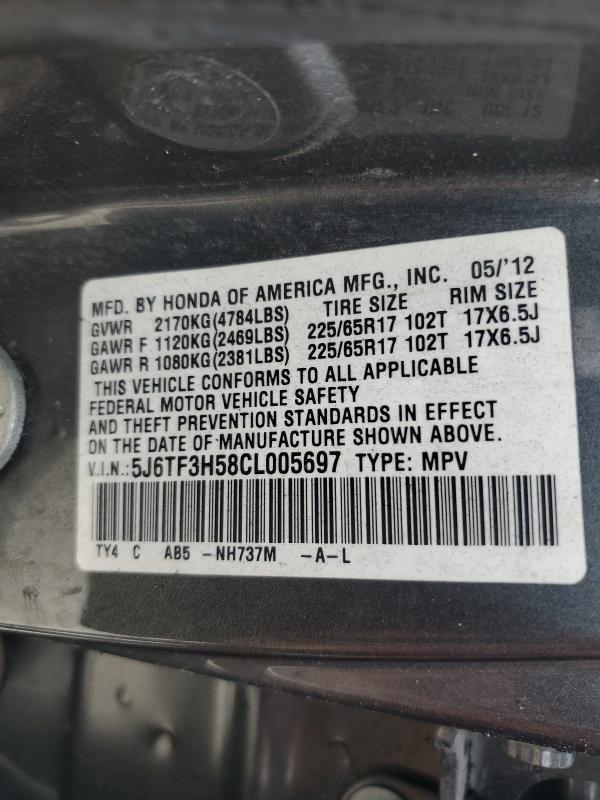 MFD. BY HONDA OF AMERICA MFG., INC. 05/'12
GVWR 2170KG(4784LBS) TIRE SIZE RIM SIZE
GAWR F 1120KG(2469LBS) 225/65R17 102T 17X6.5J
GAWR R 1080KG(2381LBS) 225/65R17 102T 17X6.5J
THIS VEHICLE CONFORMS TO ALL APPLICABLE
FEDERAL MOTOR VEHICLE SAFETY
AND THEFT PREVENTION STANDARDS IN EFFECT
ON THE DATE OF MANUFACTURE SHOWN ABOVE.
V.I.N.: 5J6TF3H58CL005697 TYPE: MPV
TY4 C AB5 -NH737M -A-L